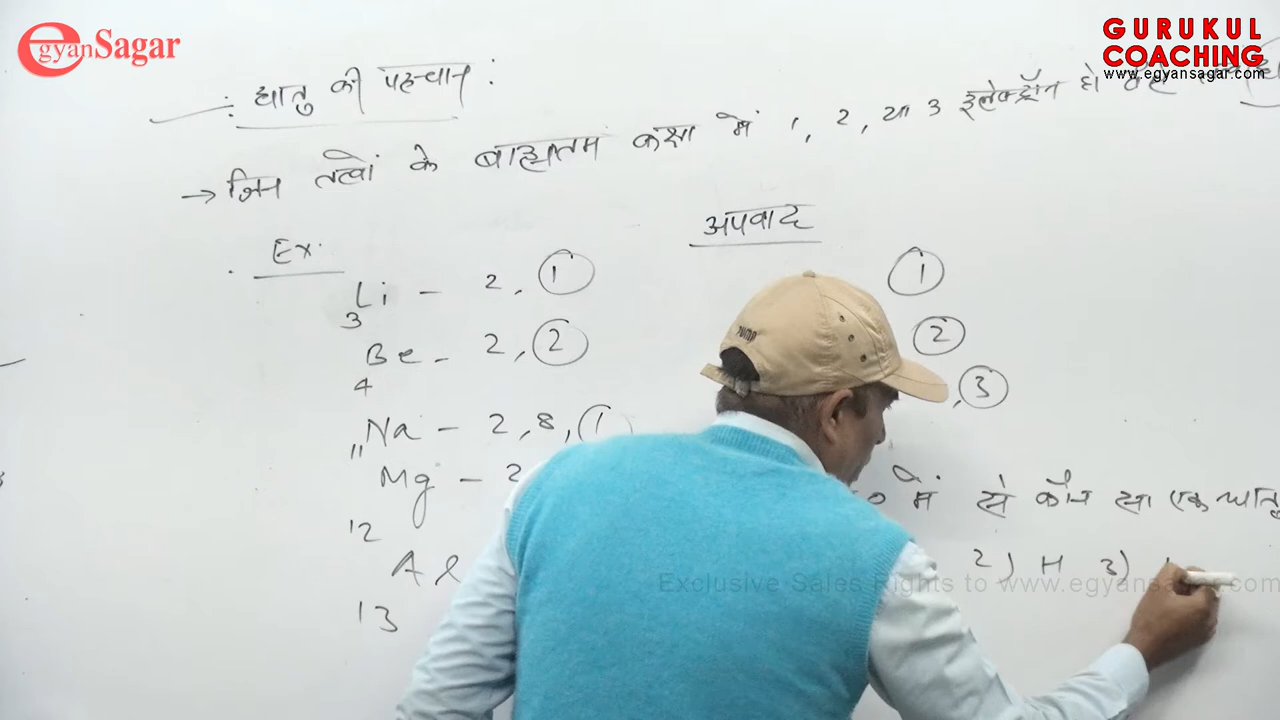 egyanSagar
GURUKUL
COACHING
www.egyansagar.com
: धातु की पहचान :
→ जिन तत्वों के बाह्यतम कक्षा में 1, 2, या 3 इलेक्ट्रॉन हो वह
Ex. अपवाद
3Li - 2, 1 1
4Be - 2, 2 2
11Na - 2, 8, 1 , 3
12Mg - 2 में से कौन सा एक धातु
13Al 2) H 3)
Exclusive Sales Rights to www.egyansagar.com